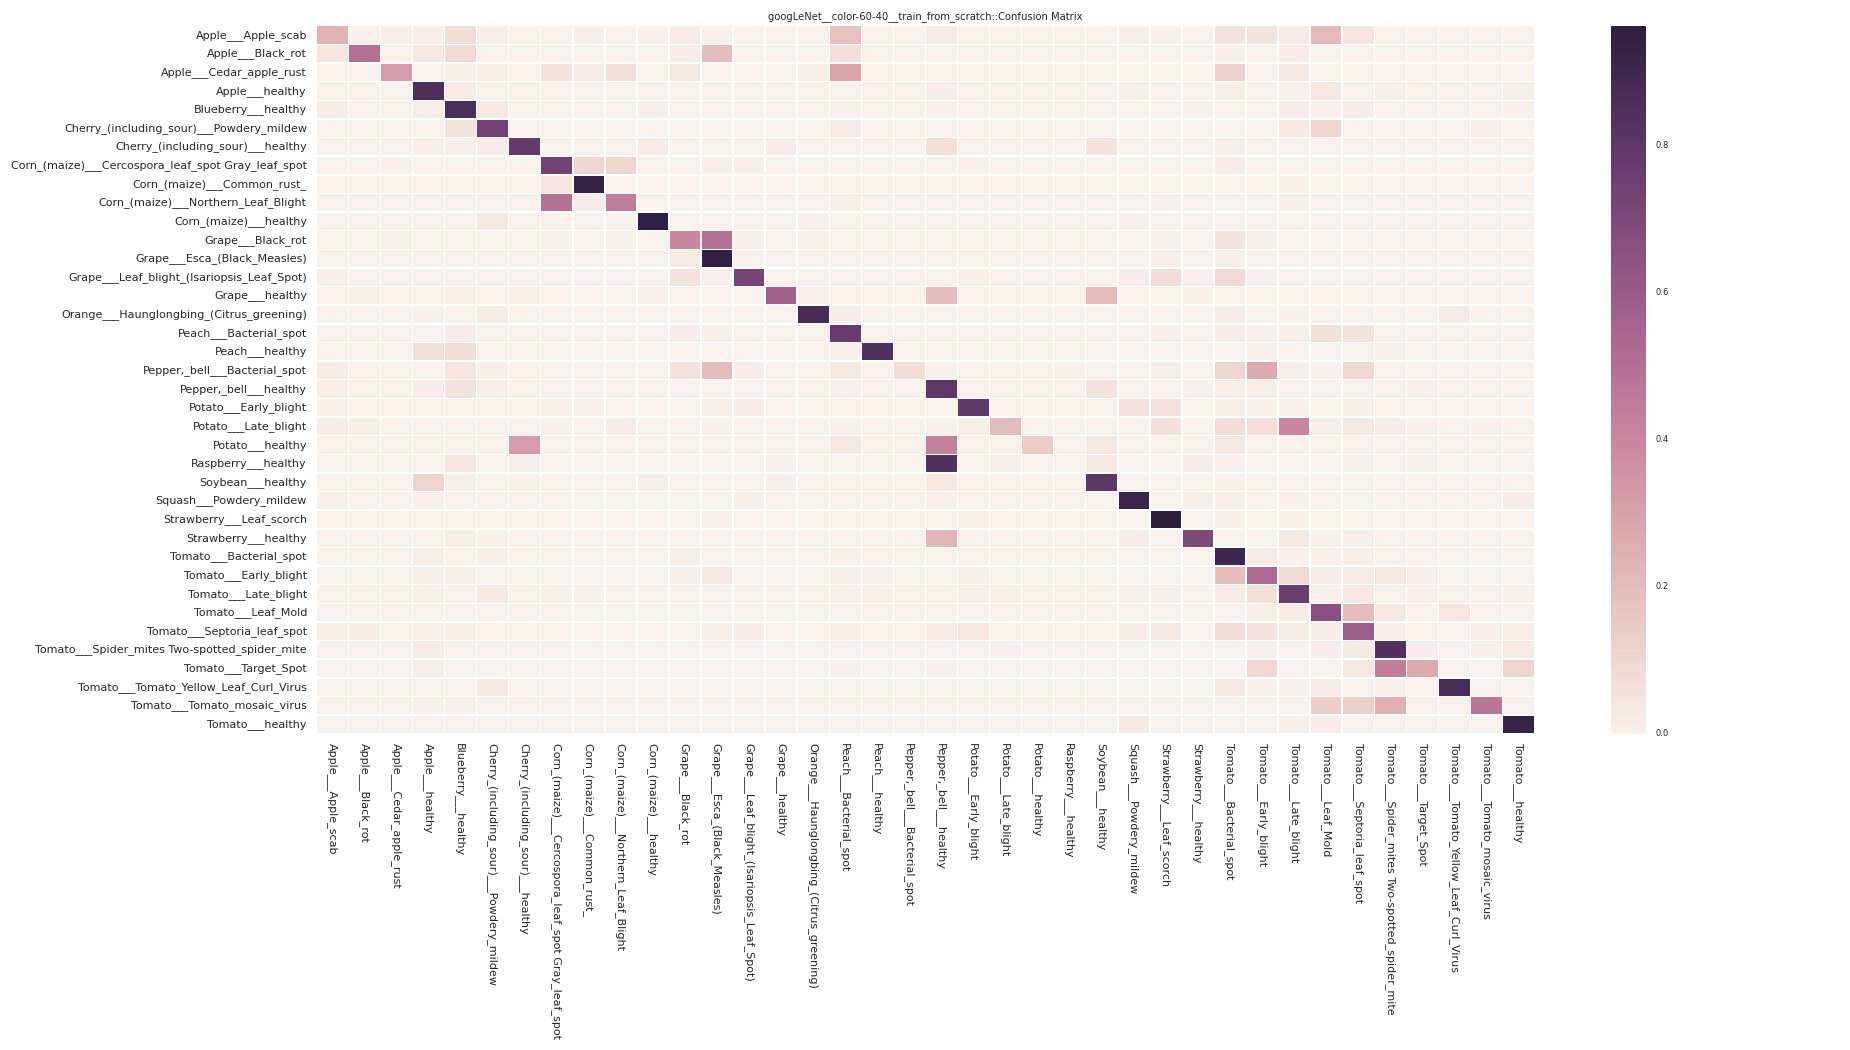 googLeNet__color-60-40__train_from_scratch::Confusion Matrix
Apple___Apple_scab
Apple___Black_rot
Apple___Cedar_apple_rust
Apple___healthy
Blueberry___healthy
Cherry_(including_sour)___Powdery_mildew
Cherry_(including_sour)___healthy
Corn_(maize)___Cercospora_leaf_spot Gray_leaf_spot
Corn_(maize)___Common_rust_
Corn_(maize)___Northern_Leaf_Blight
Corn_(maize)___healthy
Grape___Black_rot
Grape___Esca_(Black_Measles)
Grape___Leaf_blight_(Isariopsis_Leaf_Spot)
Grape___healthy
Orange___Haunglongbing_(Citrus_greening)
Peach___Bacterial_spot
Peach___healthy
Pepper,_bell___Bacterial_spot
Pepper,_bell___healthy
Potato___Early_blight
Potato___Late_blight
Potato___healthy
Raspberry___healthy
Soybean___healthy
Squash___Powdery_mildew
Strawberry___Leaf_scorch
Strawberry___healthy
Tomato___Bacterial_spot
Tomato___Early_blight
Tomato___Late_blight
Tomato___Leaf_Mold
Tomato___Septoria_leaf_spot
Tomato___Spider_mites Two-spotted_spider_mite
Tomato___Target_Spot
Tomato___Tomato_Yellow_Leaf_Curl_Virus
Tomato___Tomato_mosaic_virus
Tomato___healthy
Apple___Apple_scab
Apple___Black_rot
Apple___Cedar_apple_rust
Apple___healthy
Blueberry___healthy
Cherry_(including_sour)___Powdery_mildew
Cherry_(including_sour)___healthy
Corn_(maize)___Cercospora_leaf_spot Gray_leaf_spot
Corn_(maize)___Common_rust_
Corn_(maize)___Northern_Leaf_Blight
Corn_(maize)___healthy
Grape___Black_rot
Grape___Esca_(Black_Measles)
Grape___Leaf_blight_(Isariopsis_Leaf_Spot)
Grape___healthy
Orange___Haunglongbing_(Citrus_greening)
Peach___Bacterial_spot
Peach___healthy
Pepper,_bell___Bacterial_spot
Pepper,_bell___healthy
Potato___Early_blight
Potato___Late_blight
Potato___healthy
Raspberry___healthy
Soybean___healthy
Squash___Powdery_mildew
Strawberry___Leaf_scorch
Strawberry___healthy
Tomato___Bacterial_spot
Tomato___Early_blight
Tomato___Late_blight
Tomato___Leaf_Mold
Tomato___Septoria_leaf_spot
Tomato___Spider_mites Two-spotted_spider_mite
Tomato___Target_Spot
Tomato___Tomato_Yellow_Leaf_Curl_Virus
Tomato___Tomato_mosaic_virus
Tomato___healthy
0.8
0.6
0.4
0.2
0.0